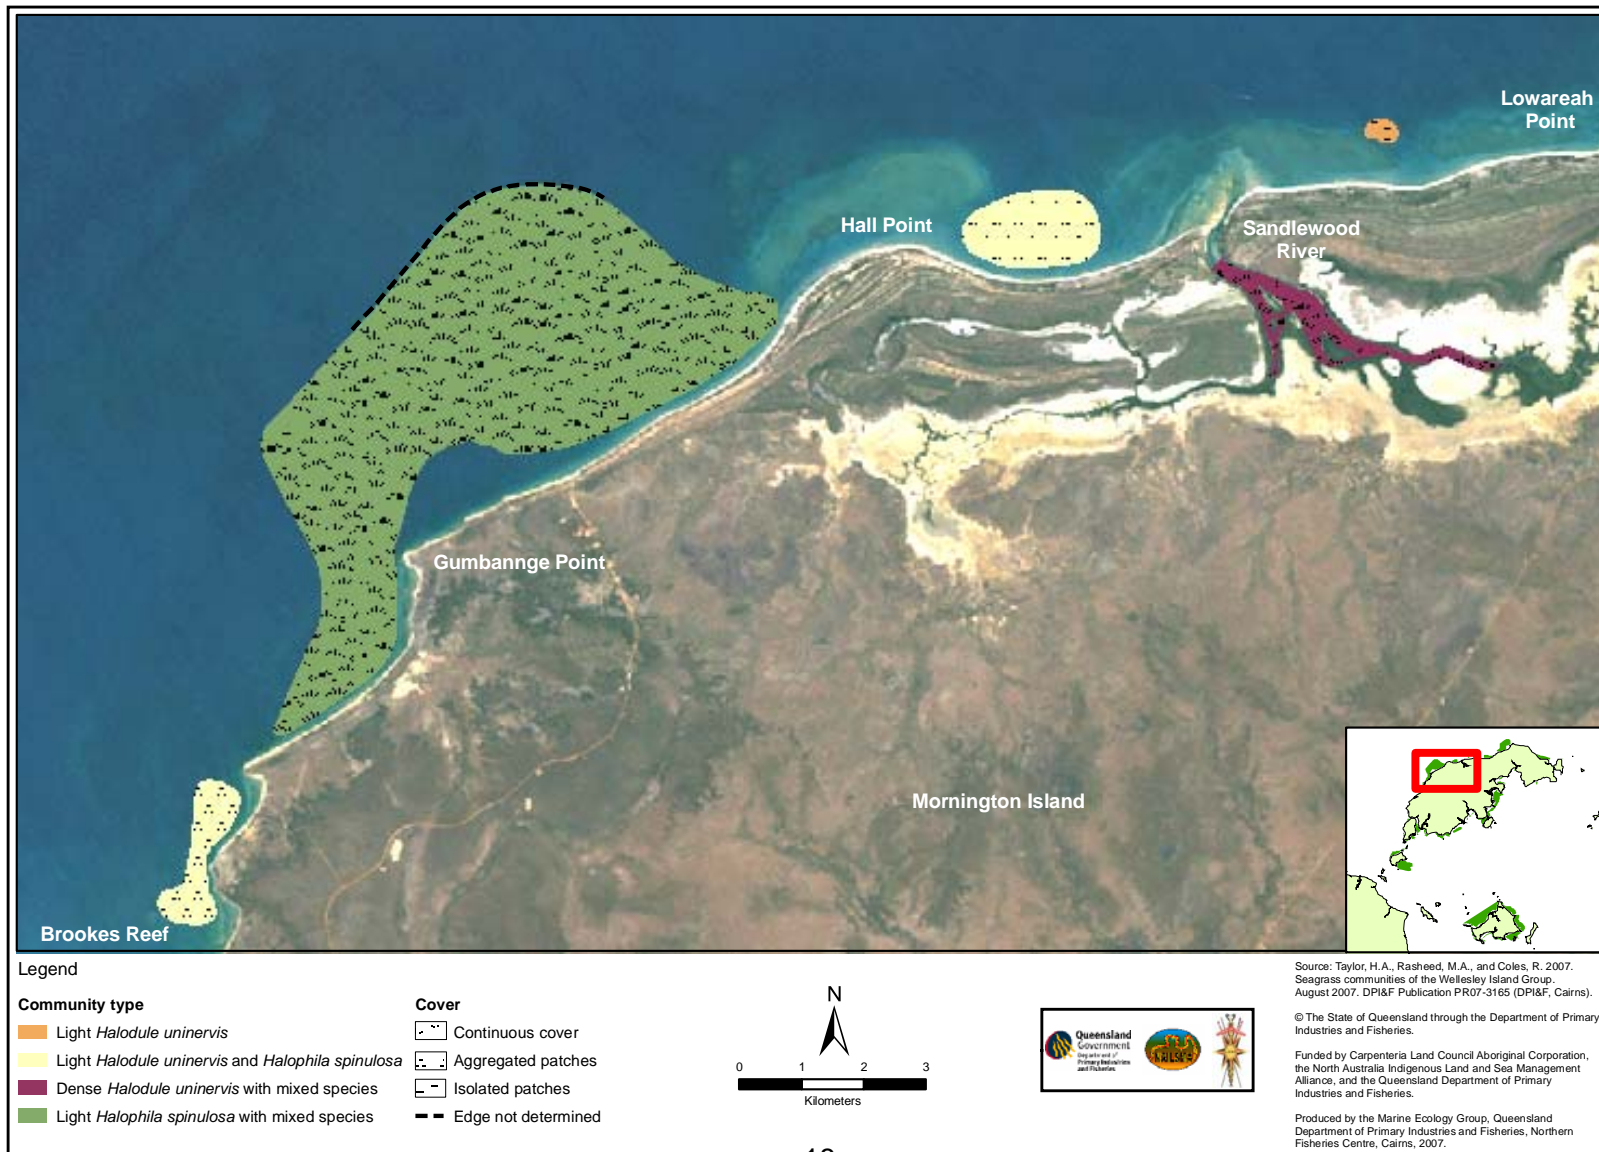 Lowareah
Point
Hall Point
Sandlewood
River
Gumbannge Point
Mornington Island
Brookes Reef
Legend
Community type
Light Halodule uninervis
Light Halodule uninervis and Halophila spinulosa
Dense Halodule uninervis with mixed species
Light Halophila spinulosa with mixed species
Cover
Continuous cover
Aggregated patches
Isolated patches
Edge not determined
N
0 1 2 3
Kilometers
Queensland
Government
Department of
Primary Industries
and Fisheries
Source: Taylor, H.A., Rasheed, M.A., and Coles, R. 2007.
Seagrass communities of the Wellesley Island Group.
August 2007. DPI&F Publication PR07-3165 (DPI&F, Cairns).
© The State of Queensland through the Department of Primary
Industries and Fisheries.
Funded by Carpenteria Land Council Aboriginal Corporation,
the North Australia Indigenous Land and Sea Management
Alliance, and the Queensland Department of Primary
Industries and Fisheries.
Produced by the Marine Ecology Group, Queensland
Department of Primary Industries and Fisheries, Northern
Fisheries Centre, Cairns, 2007.